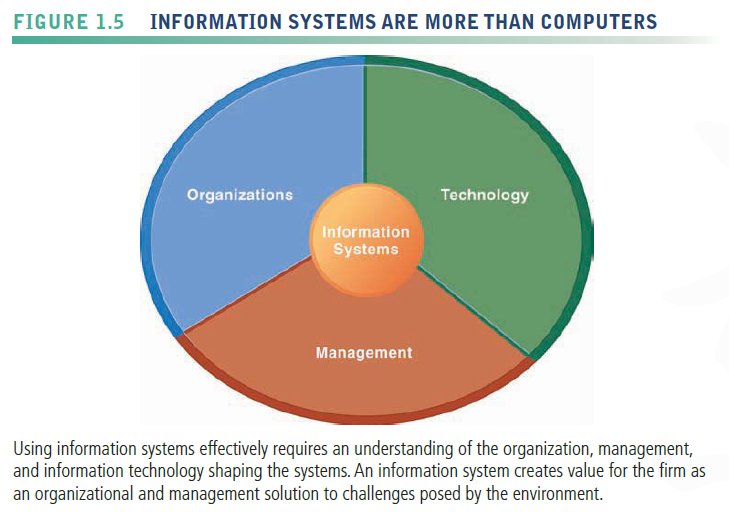 FIGURE 1.5 INFORMATION SYSTEMS ARE MORE THAN COMPUTERS
Organizations
Technology
Information
Systems
Management
Using information systems effectively requires an understanding of the organization, management,
and information technology shaping the systems. An information system creates value for the firm as
an organizational and management solution to challenges posed by the environment.